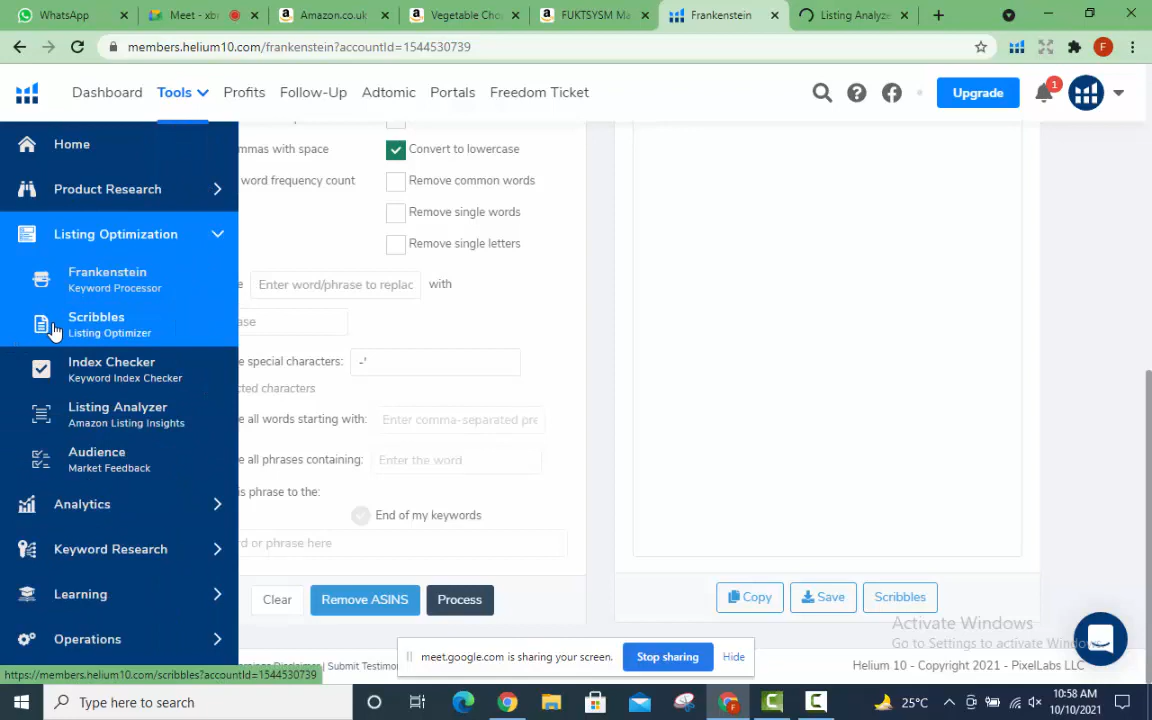 WhatsApp
Meet - xbr
Amazon.co.uk
Vegetable Cho
FUKTSYSM Ma
Frankenstein
Listing Analyze
members.helium10.com/frankenstein?accountId=1544530739
F
Dashboard
Tools
Profits
Follow-Up
Adtomic
Portals
Freedom Ticket
Upgrade
1
Home
Product Research
Listing Optimization
Frankenstein
Keyword Processor
Scribbles
Listing Optimizer
Index Checker
Keyword Index Checker
Listing Analyzer
Amazon Listing Insights
Audience
Market Feedback
Analytics
Keyword Research
Learning
Operations
mmas with space
Convert to lowercase
word frequency count
Remove common words
Remove single words
Remove single letters
e
Enter word/phrase to replac
with
ase
e special characters:
-'
cted characters
e all words starting with:
Enter comma-separated pre
e all phrases containing:
Enter the word
is phrase to the:
End of my keywords
d or phrase here
Clear
Remove ASINS
Process
Copy
Save
Scribbles
Activate Windows
Go to Settings to activate Windows.
meet.google.com is sharing your screen.
Stop sharing
Hide
Disclaimer | Submit Testimo
Helium 10 - Copyright 2021 - PixelLabs LLC
https://members.helium10.com/scribbles?accountId=1544530739
Type here to search
25°C
10:58 AM
10/10/2021